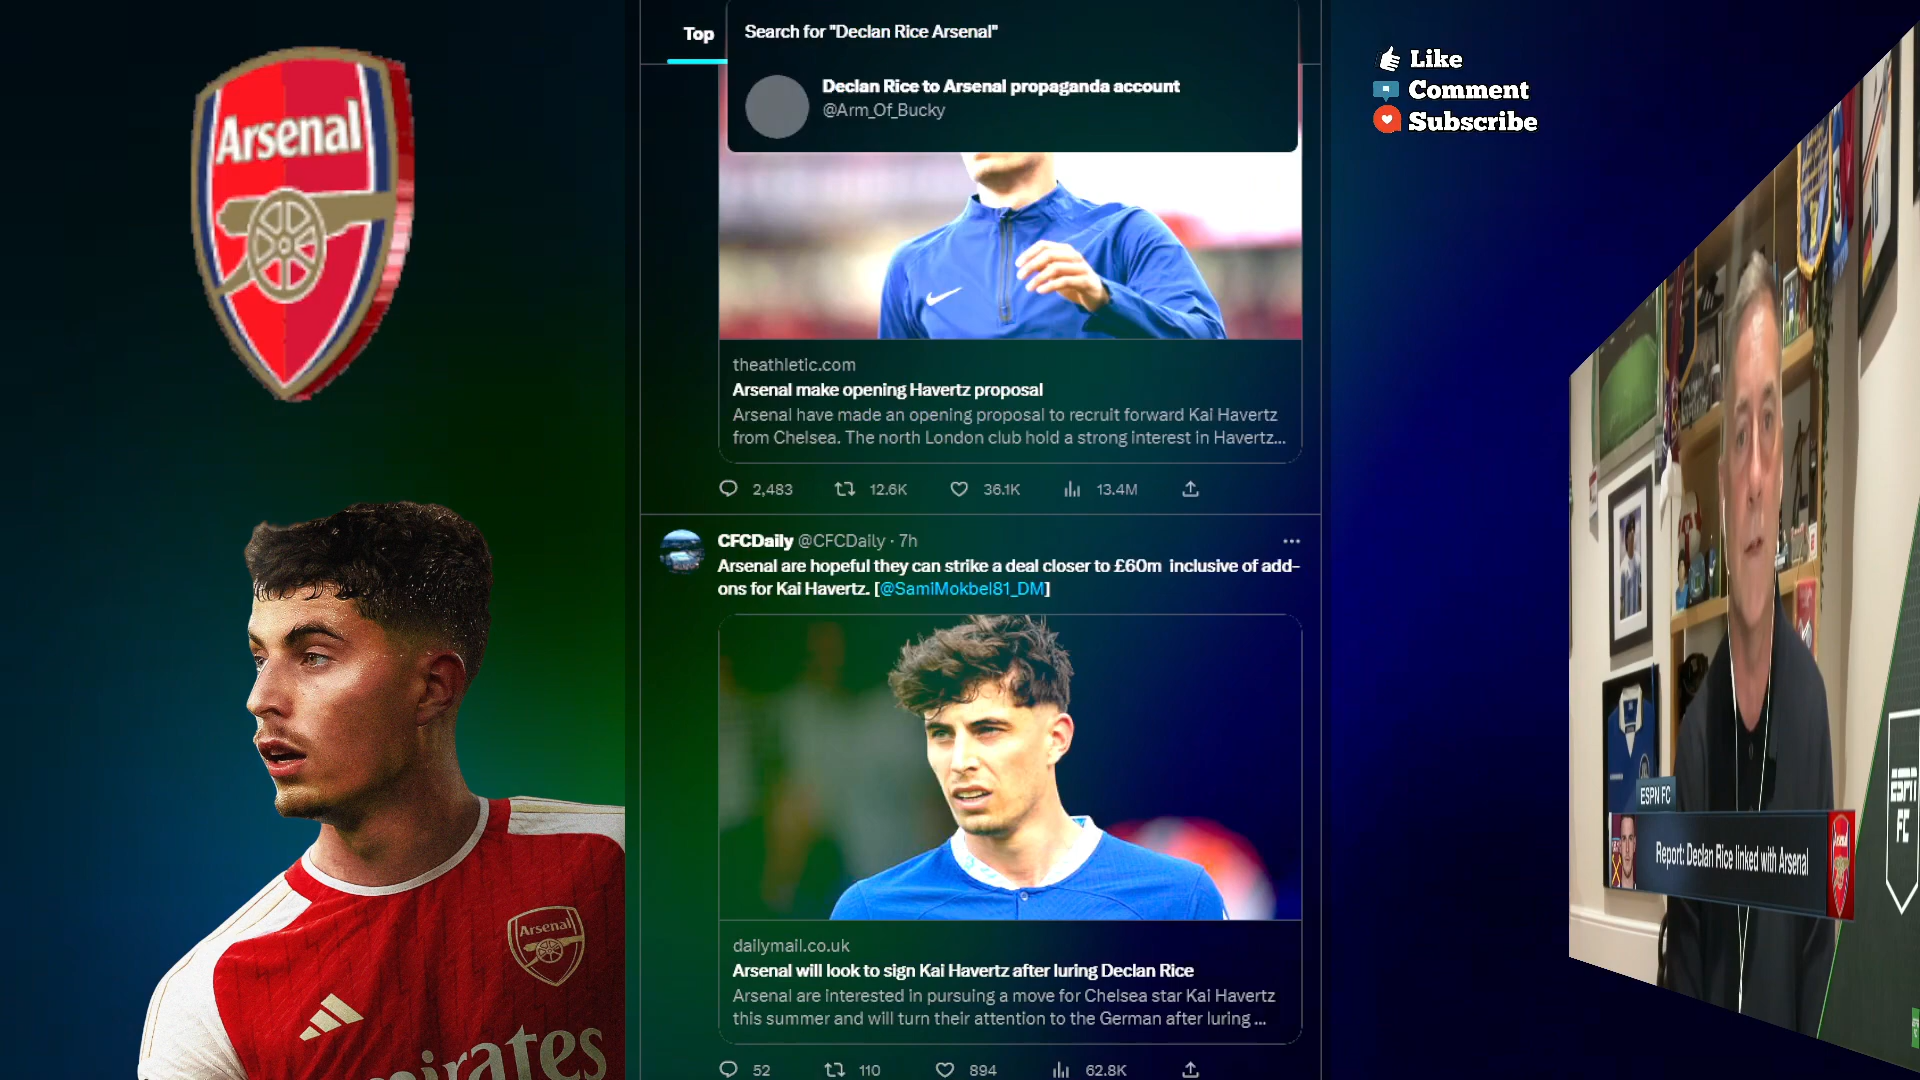 Arsenal
Top
Search for "Declan Rice Arsenal"
Declan Rice to Arsenal propaganda account
@Arm_Of_Bucky
theathletic.com
Arsenal make opening Havertz proposal
Arsenal have made an opening proposal to recruit forward Kai Havertz
from Chelsea. The north London club hold a strong interest in Havertz...
2,483 12.6K 36.1K 13.4M
CFCDaily @CFCDaily · 7h
Arsenal are hopeful they can strike a deal closer to £60m inclusive of add-
ons for Kai Havertz. [@SamiMokbel81_DM]
dailymail.co.uk
Arsenal will look to sign Kai Havertz after luring Declan Rice
Arsenal are interested in pursuing a move for Chelsea star Kai Havertz
this summer and will turn their attention to the German after luring ...
52 110 894 62.8K
Arsenal
Emirates
Like
Comment
Subscribe
ESPN FC
Report: Declan Rice linked with Arsenal
ESPN
FC